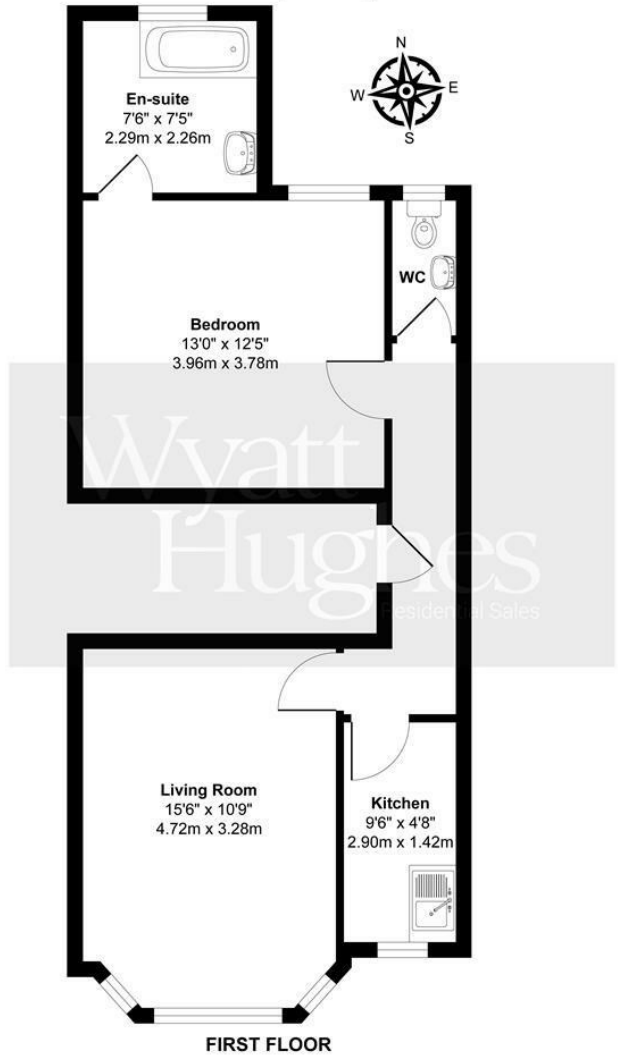 N
W
E
S
En-suite
7'6" x 7'5"
2.29m x 2.26m
WC
Bedroom
13'0" x 12'5"
3.96m x 3.78m
Wyatt
Hughes
Residential Sales
Living Room
15'6" x 10'9"
4.72m x 3.28m
Kitchen
9'6" x 4'8"
2.90m x 1.42m
FIRST FLOOR